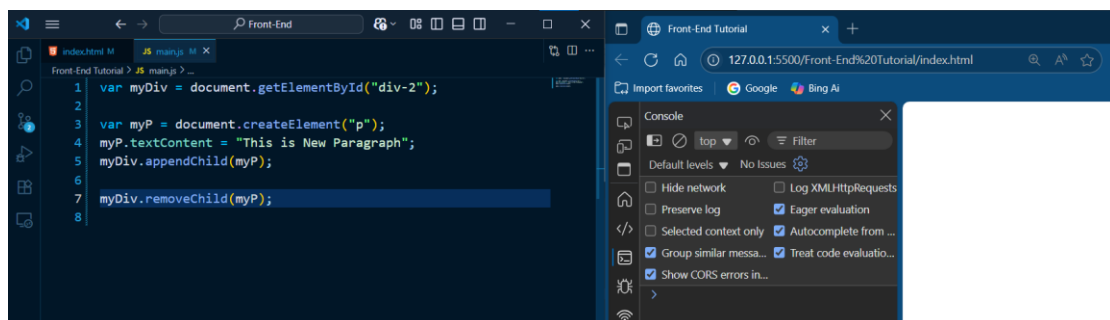 Front-End
index.html M
JS main.js M
Front-End Tutorial > JS main.js > ...
1 var myDiv = document.getElementById("div-2");
2
3 var myP = document.createElement("p");
4 myP.textContent = "This is New Paragraph";
5 myDiv.appendChild(myP);
6
7 myDiv.removeChild(myP);
8
Front-End Tutorial
127.0.0.1:5500/Front-End%20Tutorial/index.html
Import favorites Google Bing Ai
Console
top Filter
Default levels No Issues
Hide network Log XMLHttpRequests
Preserve log Eager evaluation
Selected context only Autocomplete from ...
Group similar messa... Treat code evaluatio...
Show CORS errors in...